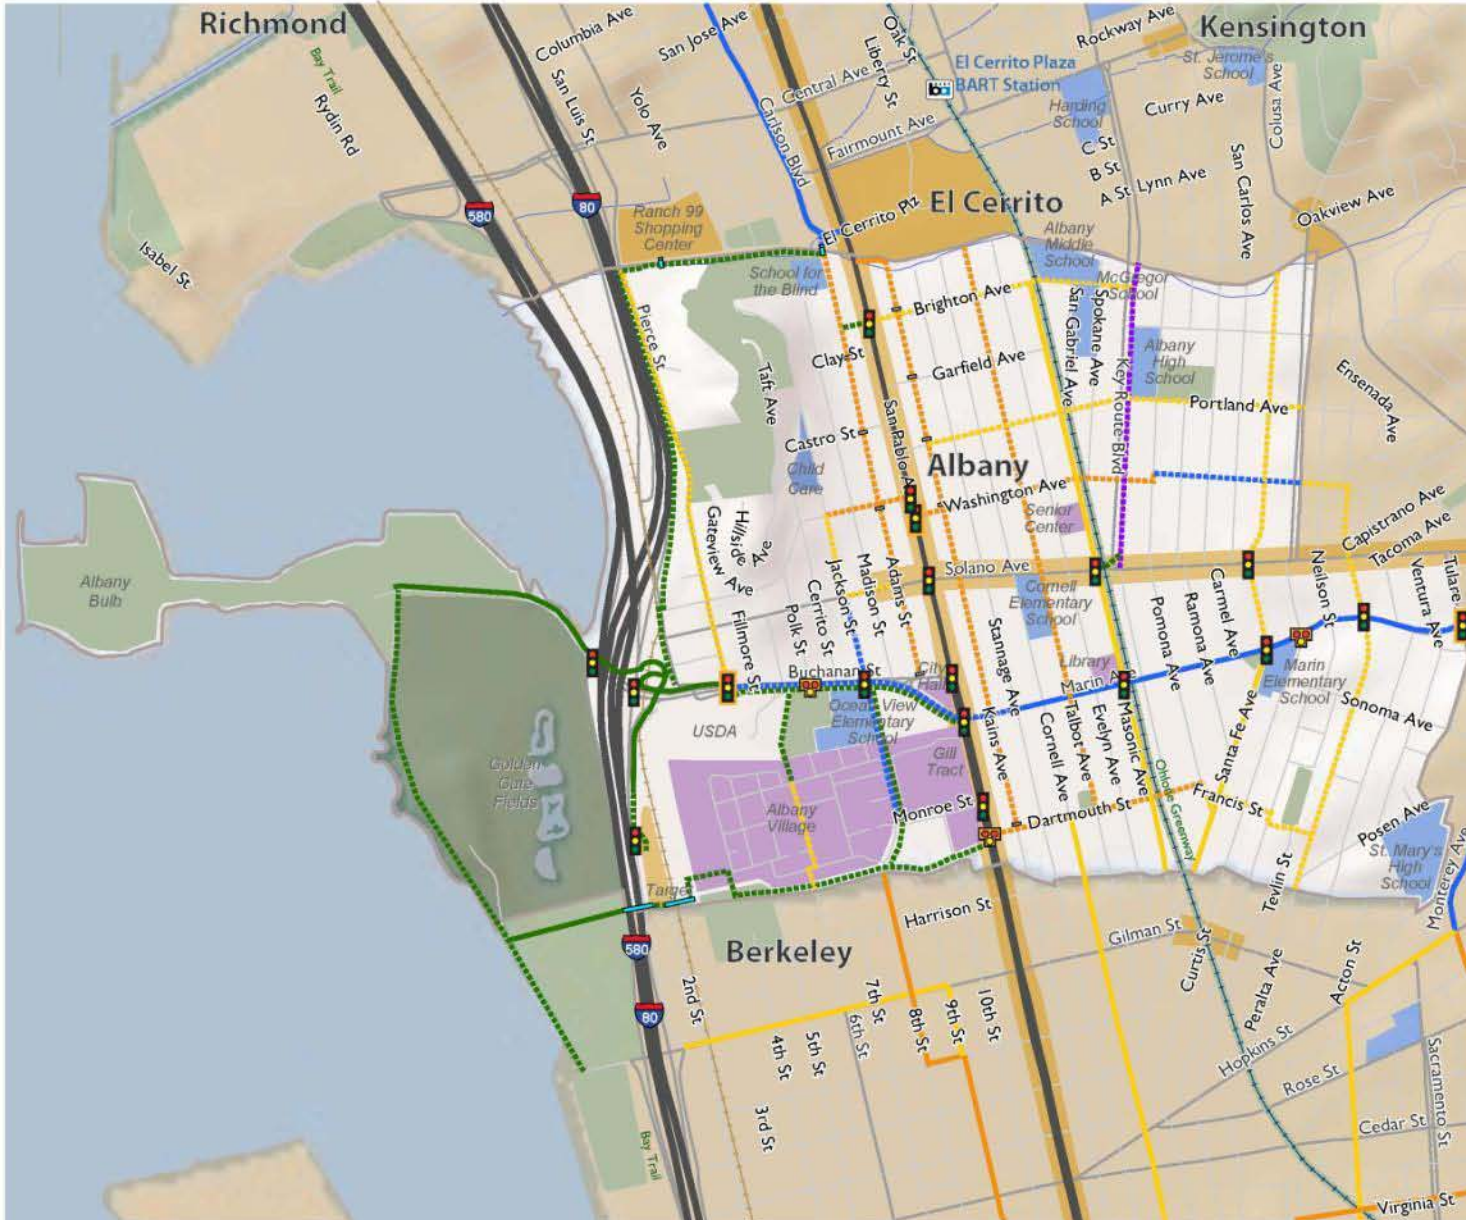 Richmond
Kensington
Columbia Ave
San Jose Ave
Oak St
Rockway Ave
Bay Trail
Rydin Rd
San Luis St
Yolo Ave
Central Ave
Liberty St
El Cerrito Plaza
BART Station
St. Jerome's
School
Harding
School
Curry Ave
Colusa Ave
Carlson Blvd
Fairmount Ave
C St
B St
A St
Lynn Ave
San Carlos Ave
580
80
Ranch 99
Shopping
Center
El Cerrito Plz
El Cerrito
Oakview Ave
Isabel St
Albany
Middle
School
School for
the Blind
McGregor
School
Pierce St
Brighton Ave
San Gabriel Ave
Spokane Ave
Clay St
Garfield Ave
Taft Ave
Key Route Blvd
Albany
High
School
Ensenada Ave
Portland Ave
San Pablo A
Castro St
Child
Care
Albany
Washington Ave
Senior
Center
Gateview Ave
Hillside
Ave
Capistrano Ave
Tacoma Ave
Solano Ave
Albany
Bulb
Jackson St
Madison St
Adams St
Cornell
Elementary
School
Neilson St
Ventura Ave
Tulare
Fillmore St
Polk St
Cerrito St
Stannage Ave
Pomona Ave
Ramona Ave
Carmel Ave
Buchanan St
City
Hall
Library
Marin A
Marin
Elementary
School
USDA
Ocean View
Elementary
School
Kains Ave
Cornell Ave
Talbot Ave
Evelyn Ave
Masonic Ave
Santa Fe Ave
Sonoma Ave
Golden
Gate
Fields
Gill
Tract
Albany
Village
Monroe St
Dartmouth St
Ohlone Greenway
Francis St
Posen Ave
St. Mary's
High
School
Monterey Ave
Target
Tevlin St
Harrison St
Berkeley
580
Gilman St
Curtis St
Peralta Ave
Acton St
80
2nd St
7th St
6th St
8th St
9th St
10th St
4th St
5th St
3rd St
Hopkins St
Rose St
Sacramento St
Cedar St
Bay Trail
Virginia St